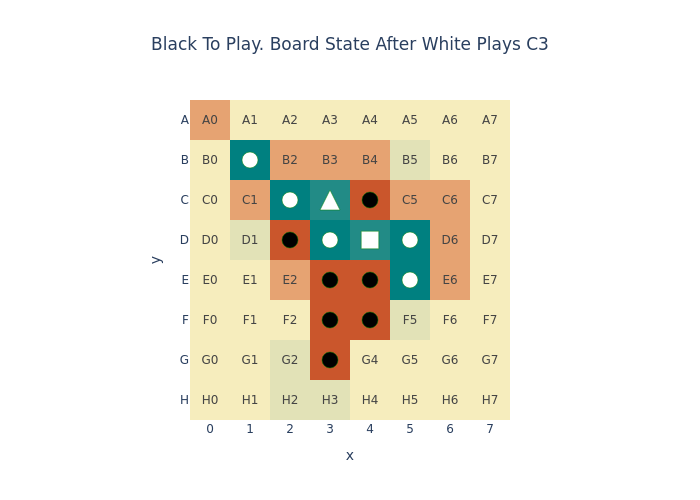 Black To Play. Board State After White Plays C3
A A0 A1 A2 A3 A4 A5 A6 A7
B B0 B2 B3 B4 B5 B6 B7
C C0 C1 C5 C6 C7
D D0 D1 D6 D7
y
E E0 E1 E2 E6 E7
F F0 F1 F2 F5 F6 F7
G G0 G1 G2 G4 G5 G6 G7
H H0 H1 H2 H3 H4 H5 H6 H7
0 1 2 3 4 5 6 7
x